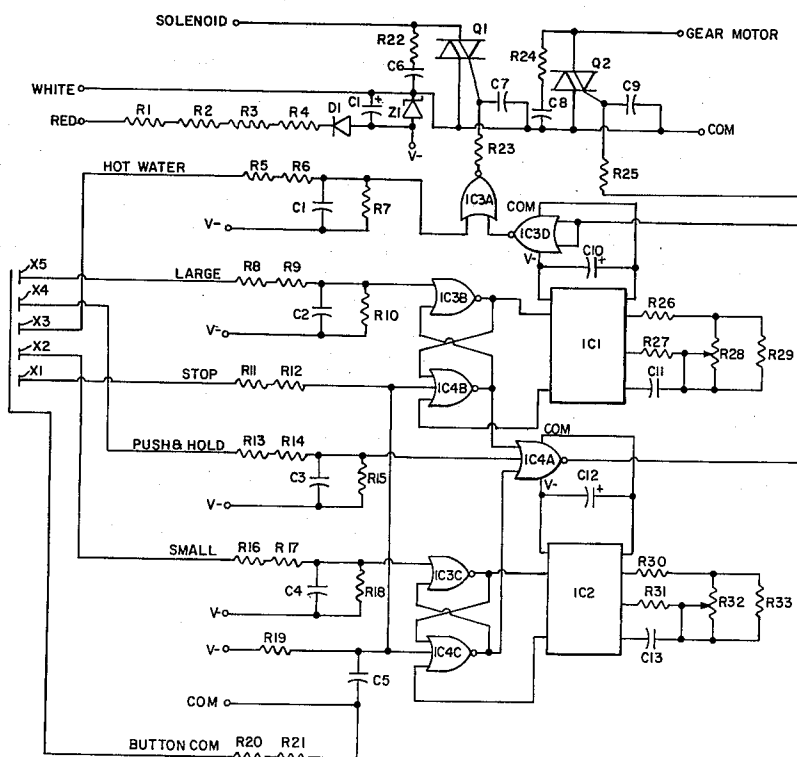 SOLENOID
Q1
GEAR MOTOR
R22
R24
Q2
C6
C7
C9
WHITE
C1 +
Z1
C8
RED
R1 R2 R3 R4 D1
COM
V-
R23
R25
HOT WATER
R5 R6
IC3A
COM
C1
R7
IC3D
V-
V-
C10 +
X5
LARGE
R8 R9
X4
IC3B
R26
X3
C2
R10
IC1
R27
R28
R29
V-
X2
STOP
R11 R12
C11
X1
IC4B
COM
PUSH & HOLD
R13 R14
IC4A
C12 +
C3
R15
V-
V-
SMALL
R16 R17
IC3C
R30
C4
R18
IC2
R31
R32
R33
V-
V-
R19
IC4C
C13
C5
COM
BUTTON COM
R20 R21